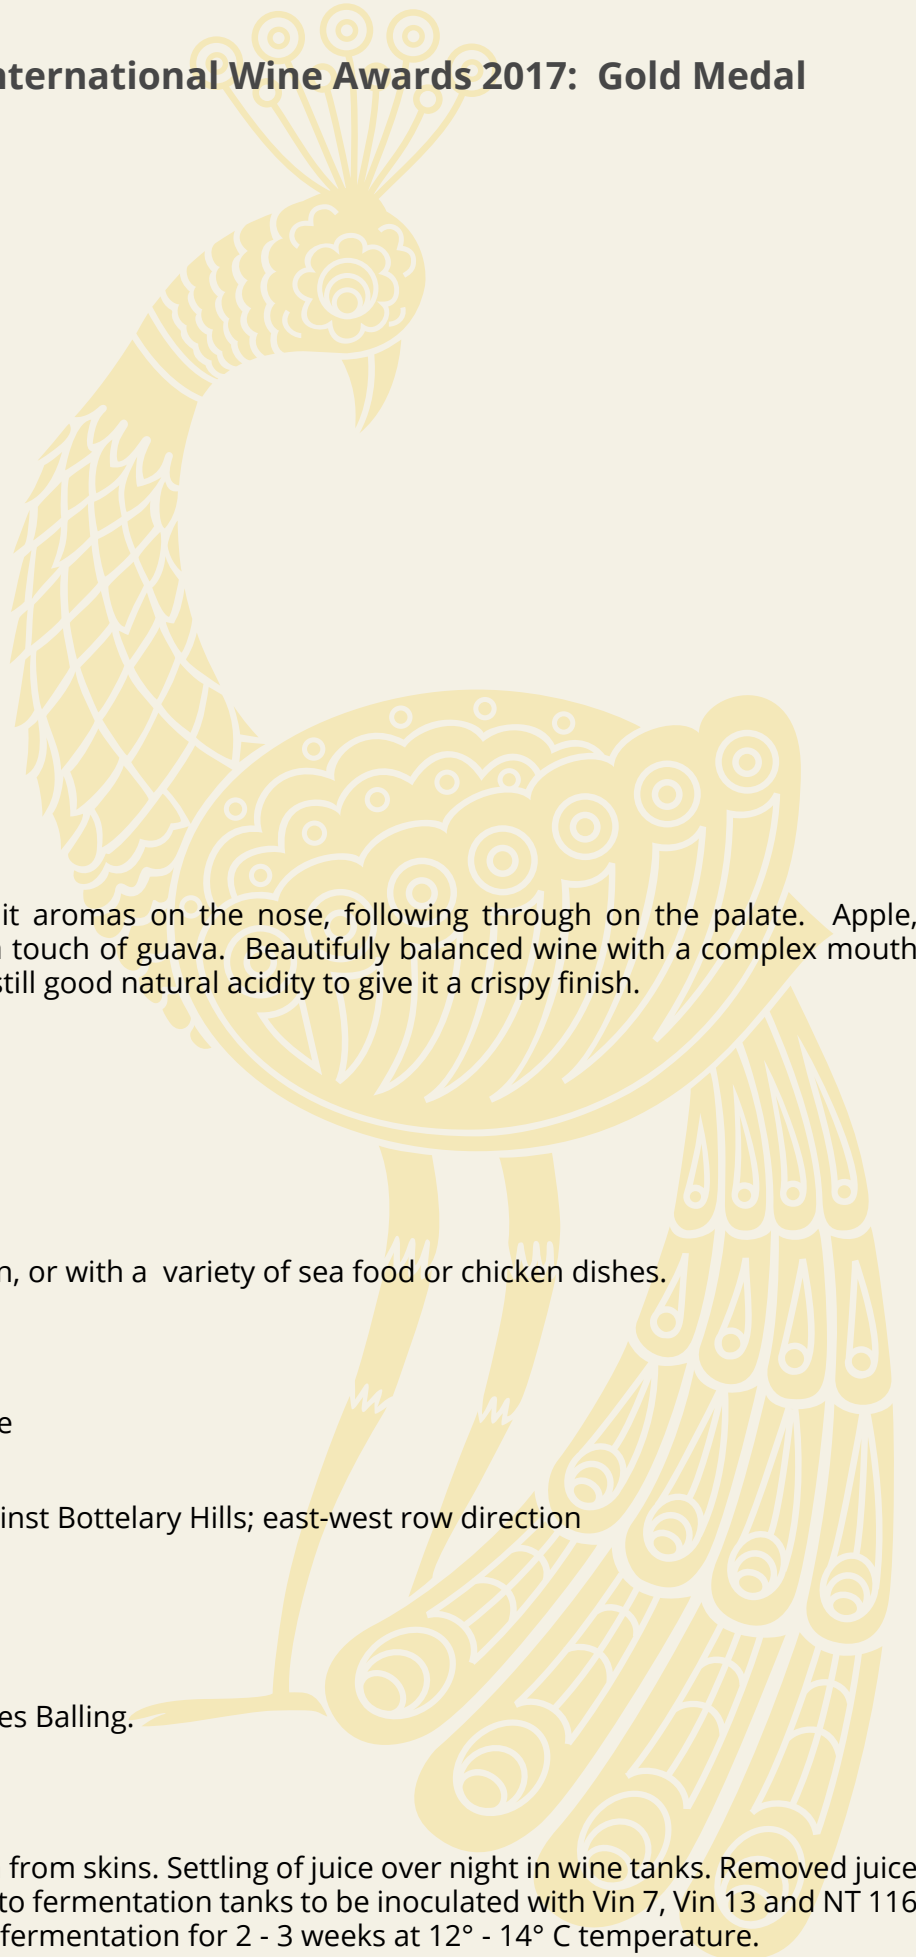 nternational Wine Awards 2017: Gold Medal
it aromas on the nose, following through on the palate. Apple,
touch of guava. Beautifully balanced wine with a complex mouth
still good natural acidity to give it a crispy finish.
n, or with a variety of sea food or chicken dishes.
e
inst Bottelary Hills; east-west row direction
es Balling.
from skins. Settling of juice over night in wine tanks. Removed juice
to fermentation tanks to be inoculated with Vin 7, Vin 13 and NT 116
fermentation for 2 - 3 weeks at 12° - 14° C temperature.